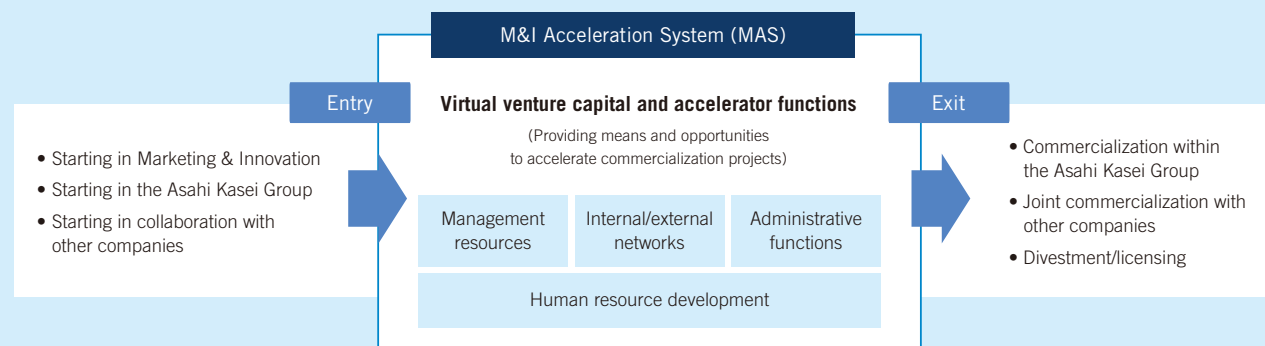 M&I Acceleration System (MAS)
Entry
• Starting in Marketing & Innovation
• Starting in the Asahi Kasei Group
• Starting in collaboration with
other companies
Virtual venture capital and accelerator functions
(Providing means and opportunities
to accelerate commercialization projects)
Management
resources
Internal/external
networks
Administrative
functions
Human resource development
Exit
• Commercialization within
the Asahi Kasei Group
• Joint commercialization with
other companies
• Divestment/licensing